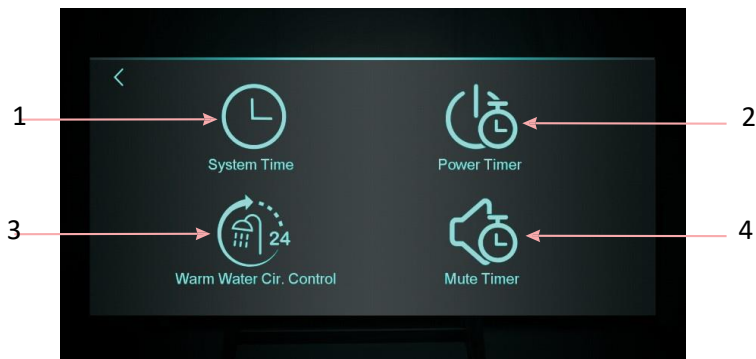 1
System Time
2
Power Timer
3
24
Warm Water Cir. Control
4
Mute Timer